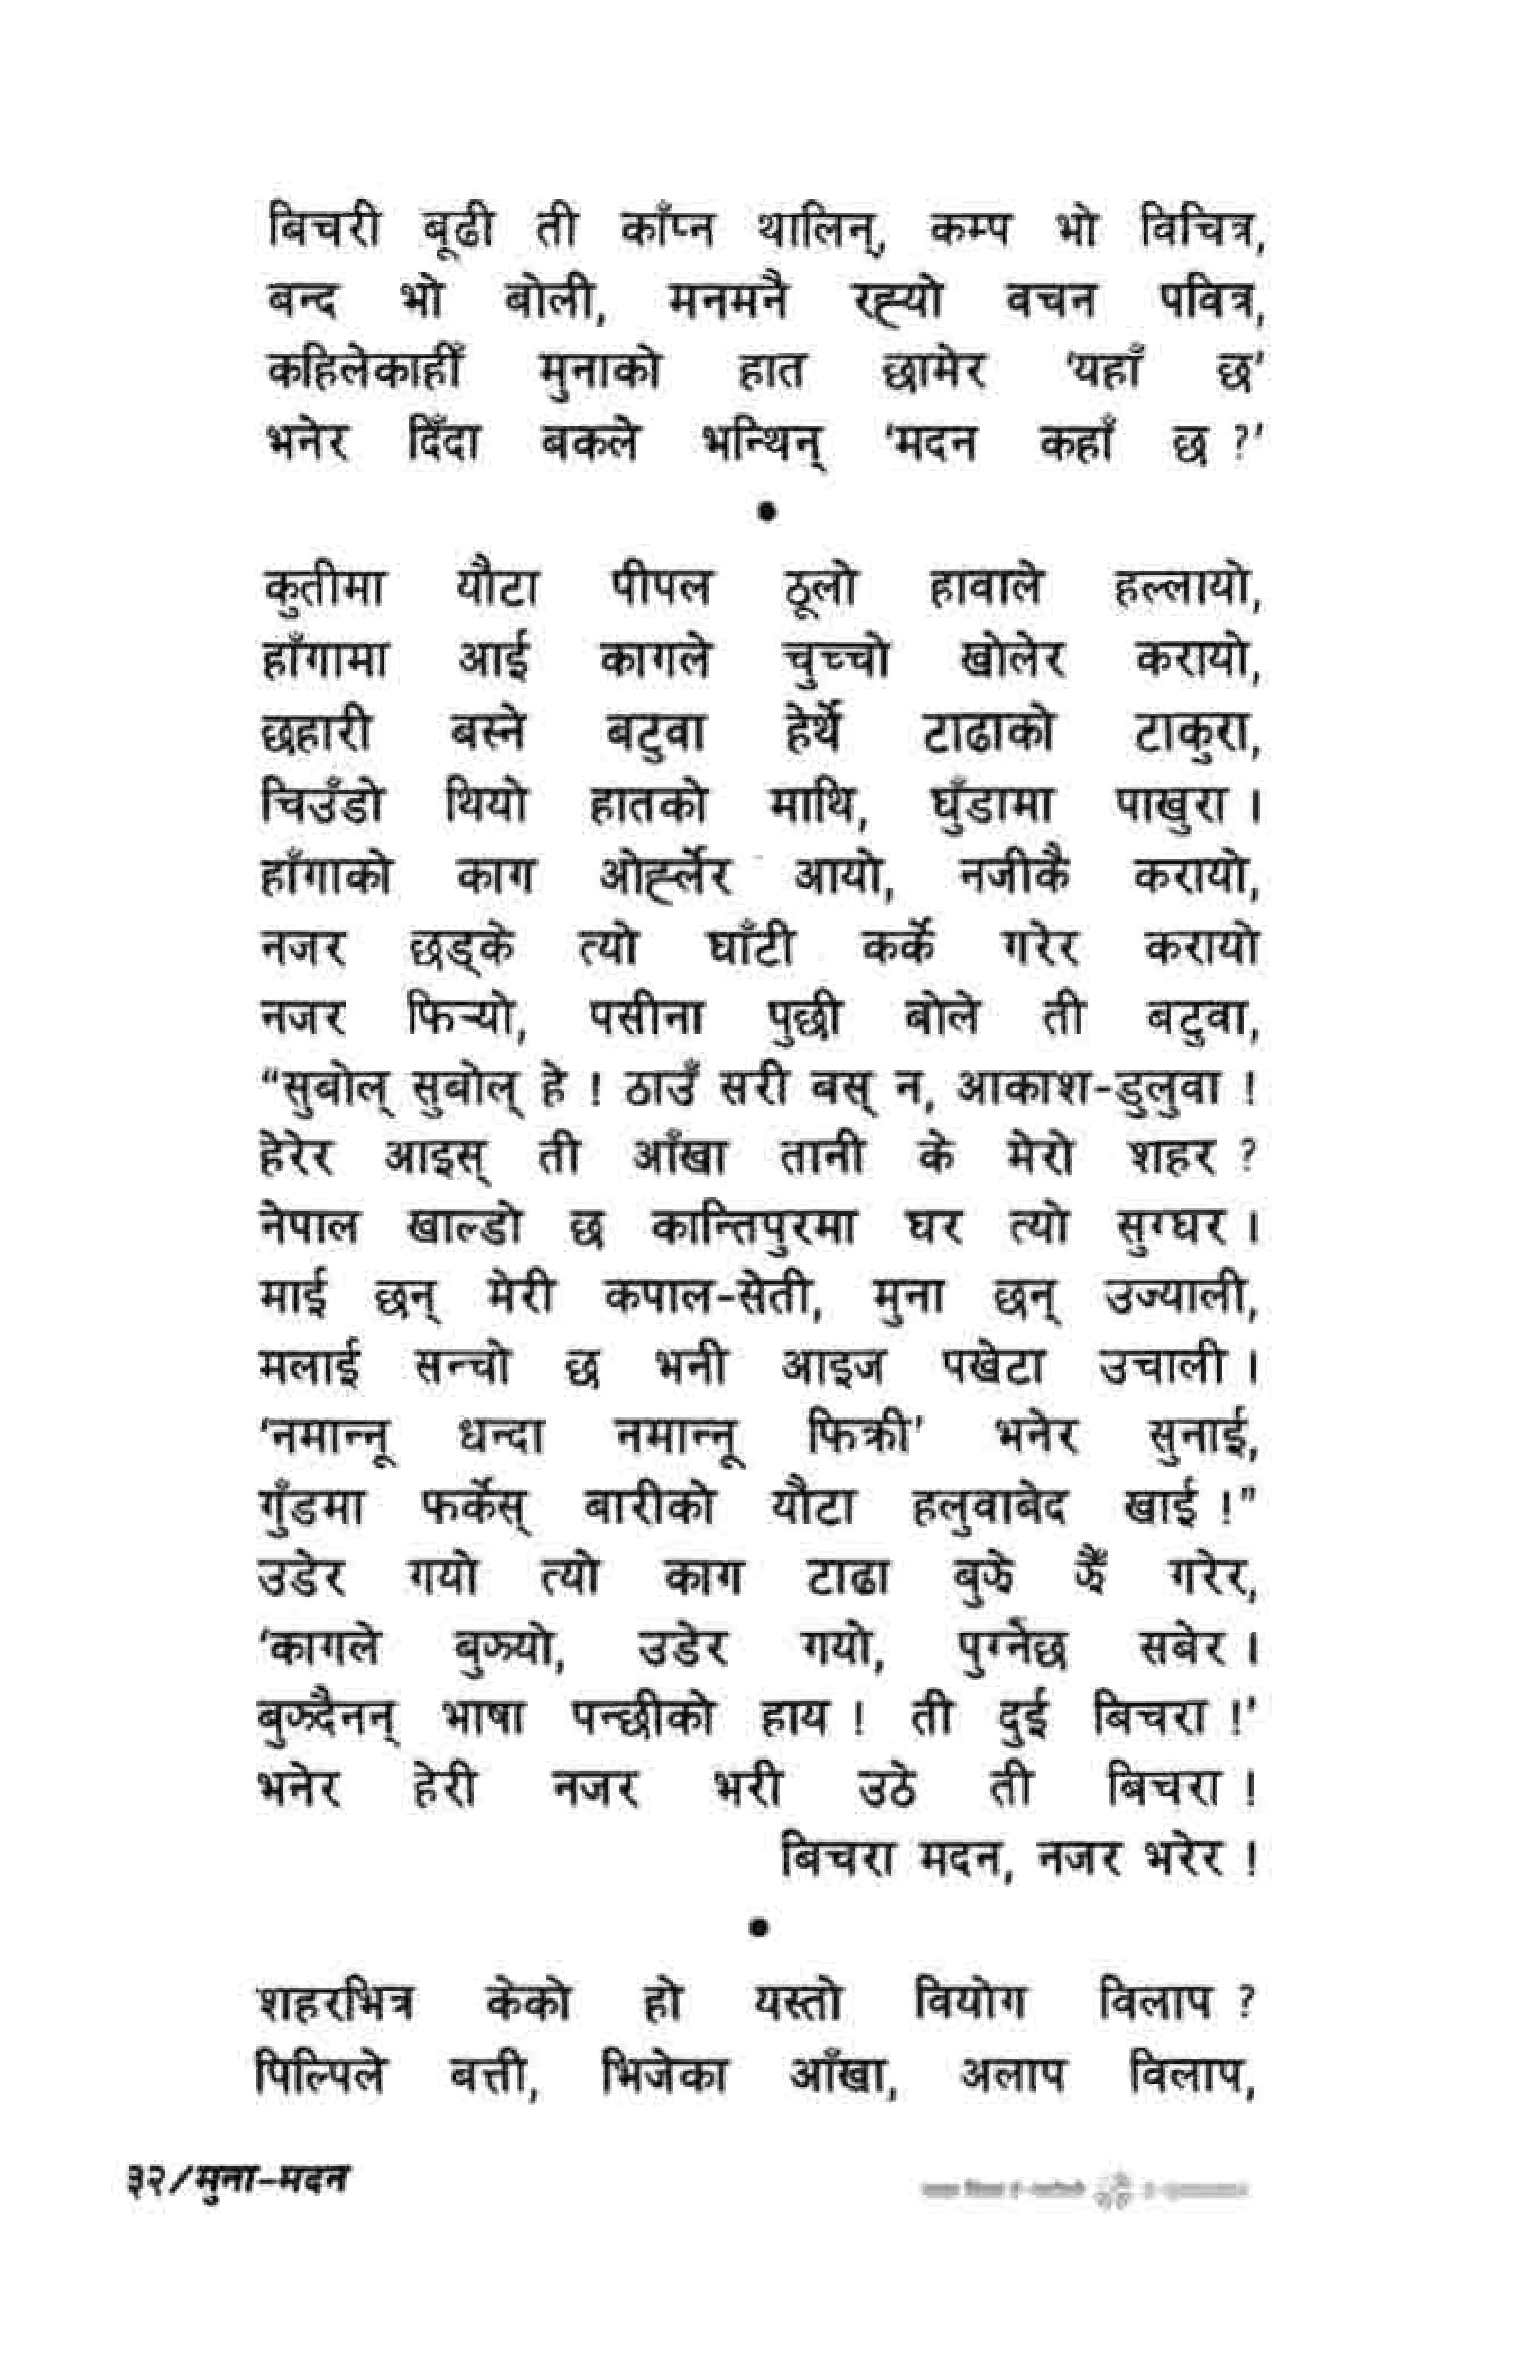 बिचरी बूढी ती काँप्न थालिन्, कम्प भो विचित्र,
बन्द भो बोली, मनमनै रह्यो वचन पवित्र,
कहिलेकाहीँ मुनाको हात छामेर 'यहाँ छ'
भनेर दिँदा बकले भन्थिन् 'मदन कहाँ छ ?'
•
कुतीमा यौटा पीपल ठूलो हावाले हल्लायो,
हाँगामा आई कागले चुच्चो खोलेर करायो,
छहारी बस्ने बटुवा हेर्थे टाढाको टाकुरा,
चिउँडो थियो हातको माथि, घुँडामा पाखुरा ।
हाँगाको काग ओर्ह्लेर आयो, नजीकै करायो,
नजर छड्के त्यो घाँटी कर्के गरेर करायो
नजर फिर्‍यो, पसीना पुछी बोले ती बटुवा,
“सुबोल् सुबोल् हे ! ठाउँ सरी बस् न, आकाश-डुलुवा !
हेरेर आइस् ती आँखा तानी के मेरो शहर ?
नेपाल खाल्डो छ कान्तिपुरमा घर त्यो सुग्घर ।
माई छन् मेरी कपाल-सेती, मुना छन् उज्याली,
मलाई सन्चो छ भनी आइज पखेटा उचाली ।
'नमान्नू धन्दा नमान्नू फिक्री' भनेर सुनाई,
गुँडमा फर्केस् बारीको यौटा हलुवाबेद खाई !”
उडेर गयो त्यो काग टाढा बुझे झैँ गरेर,
'कागले बुझ्यो, उडेर गयो, पुग्नेछ सबेर ।
बुझ्दैनन् भाषा पन्छीको हाय ! ती दुई बिचरा !'
भनेर हेरी नजर भरी उठे ती बिचरा !
बिचरा मदन, नजर भरेर !
•
शहरभित्र केको हो यस्तो वियोग विलाप ?
पिल्पिले बत्ती, भिजेका आँखा, अलाप विलाप,
३२/मुना-मदन